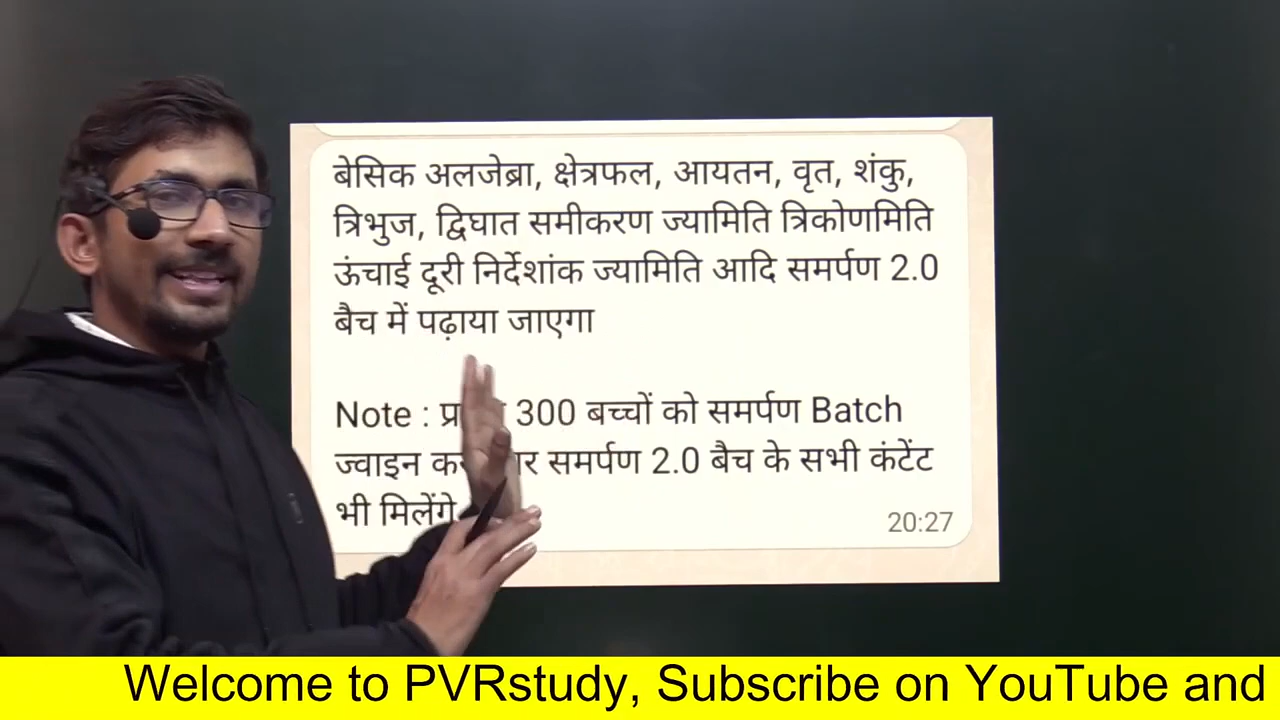 बेसिक अलजेब्रा, क्षेत्रफल, आयतन, वृत, शंकु,
त्रिभुज, द्विघात समीकरण ज्यामिति त्रिकोणमिति
ऊंचाई दूरी निर्देशांक ज्यामिति आदि समर्पण 2.0
बैच में पढ़ाया जाएगा
Note : 300 बच्चों को समर्पण Batch
ज्वाइन समर्पण 2.0 बैच के सभी कंटेंट
भी मिलेंगे
20:27
Welcome to PVRstudy, Subscribe on YouTube and